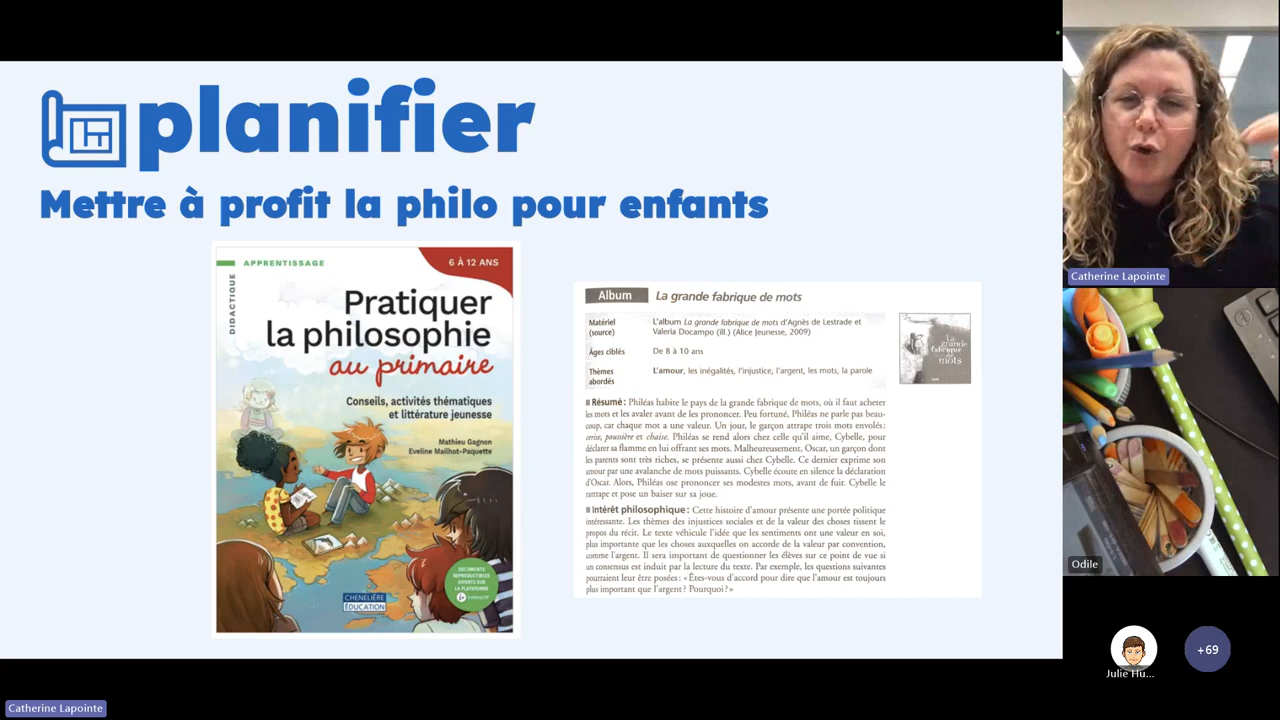 planifier
Mettre à profit la philo pour enfants
DIDACTIQUE
APPRENTISSAGE
6 À 12 ANS
Pratiquer
la philosophie
au primaire
Conseils, activités thématiques
et littérature jeunesse
Mathieu Gagnon
Eveline Mailhot-Paquette
DOCUMENTS
REPRODUCTIBLES
OFFERTS SUR
LA PLATEFORME
CHENELIÈRE
ÉDUCATION
Album La grande fabrique de mots
Matériel (source) L'album La grande fabrique de mots d'Agnès de Lestrade et
Valeria Docampo (ill.) (Alice Jeunesse, 2009)
Âges ciblés De 8 à 10 ans
Thèmes abordés L'amour, les inégalités, l'injustice, l'argent, les mots, la parole
La grande fabrique de mots
Résumé : Philéas habite le pays de la grande fabrique de mots, où il faut acheter
les mots et les avaler avant de les prononcer. Peu fortuné, Philéas ne parle pas beau-
coup, car chaque mot a une valeur. Un jour, le garçon attrape trois mots envolés :
cerise, poussière et chaise. Philéas se rend alors chez celle qu'il aime, Cybelle, pour
déclarer sa flamme en lui offrant ses mots. Malheureusement, Oscar, un garçon dont
les parents sont très riches, se présente aussi chez Cybelle. Ce dernier exprime son
amour par une avalanche de mots puissants. Cybelle écoute en silence la déclaration
d'Oscar. Alors, Philéas ose prononcer ses modestes mots, avant de fuir. Cybelle le
rattrape et pose un baiser sur sa joue.
Intérêt philosophique : Cette histoire d'amour présente une portée politique
intéressante. Les thèmes des injustices sociales et de la valeur des choses tissent le
propos du récit. Le texte véhicule l'idée que les sentiments ont une valeur en soi,
plus importante que les choses auxquelles on accorde de la valeur par convention,
comme l'argent. Il sera important de questionner les élèves sur ce point de vue si
un consensus est induit par la lecture du texte. Par exemple, les questions suivantes
pourraient leur être posées : « Êtes-vous d'accord pour dire que l'amour est toujours
plus important que l'argent ? Pourquoi ? »
Catherine Lapointe
Odile
Julie Hu...
+69
Catherine Lapointe